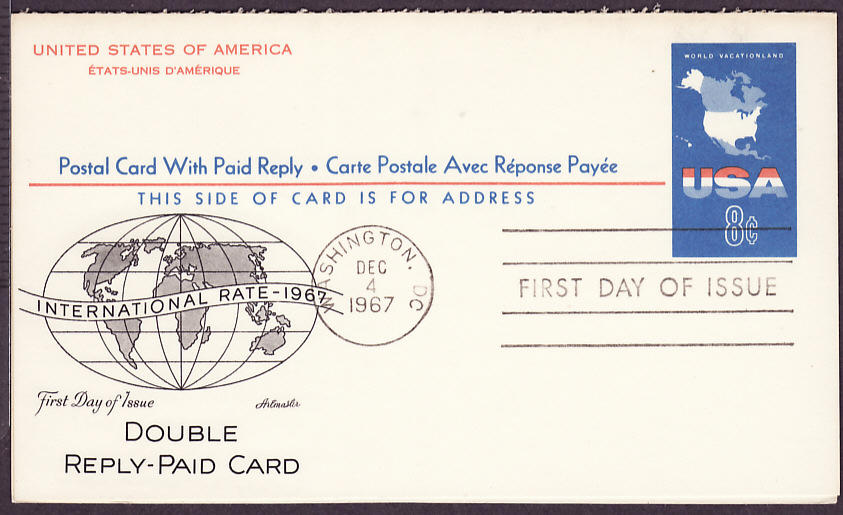 UNITED STATES OF AMERICA
ÉTATS-UNIS D'AMÉRIQUE
WORLD VACATIONLAND
USA
8¢
Postal Card With Paid Reply • Carte Postale Avec Réponse Payée
THIS SIDE OF CARD IS FOR ADDRESS
INTERNATIONAL RATE-1967
WASHINGTON, DC
DEC
4
1967
FIRST DAY OF ISSUE
First Day of Issue
Artmaster
DOUBLE
REPLY-PAID CARD